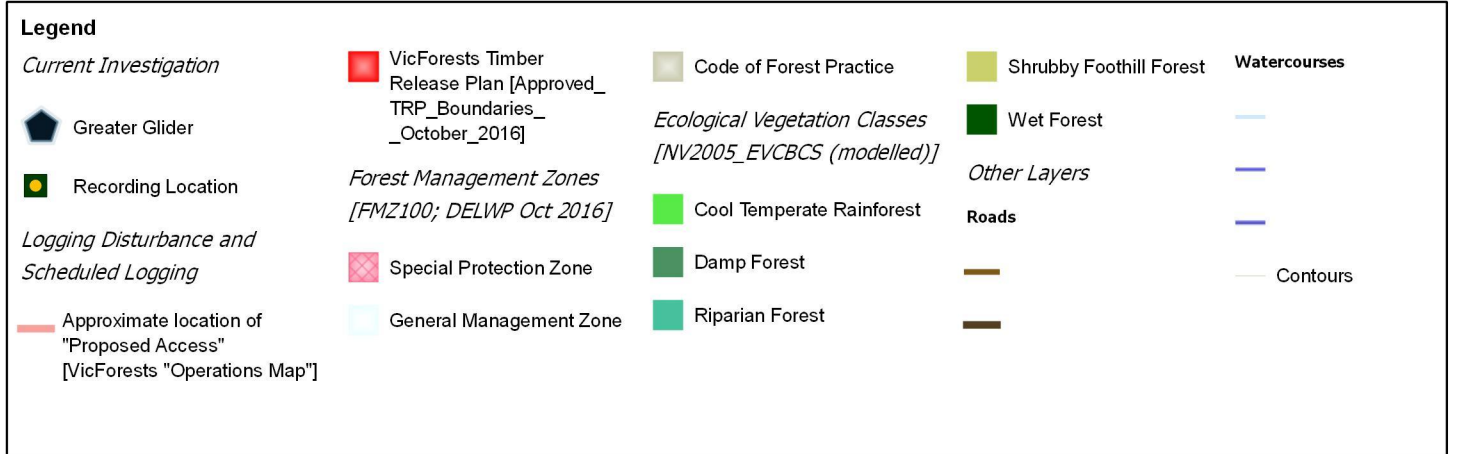 Legend
Current Investigation
Greater Glider
Recording Location
Logging Disturbance and
Scheduled Logging
Approximate location of
"Proposed Access"
[VicForests "Operations Map"]
VicForests Timber
Release Plan [Approved_
TRP_Boundaries_
_October_2016]
Forest Management Zones
[FMZ100; DELWP Oct 2016]
Special Protection Zone
General Management Zone
Code of Forest Practice
Ecological Vegetation Classes
[NV2005_EVCBCS (modelled)]
Cool Temperate Rainforest
Damp Forest
Riparian Forest
Shrubby Foothill Forest
Wet Forest
Other Layers
Roads
Watercourses
Contours